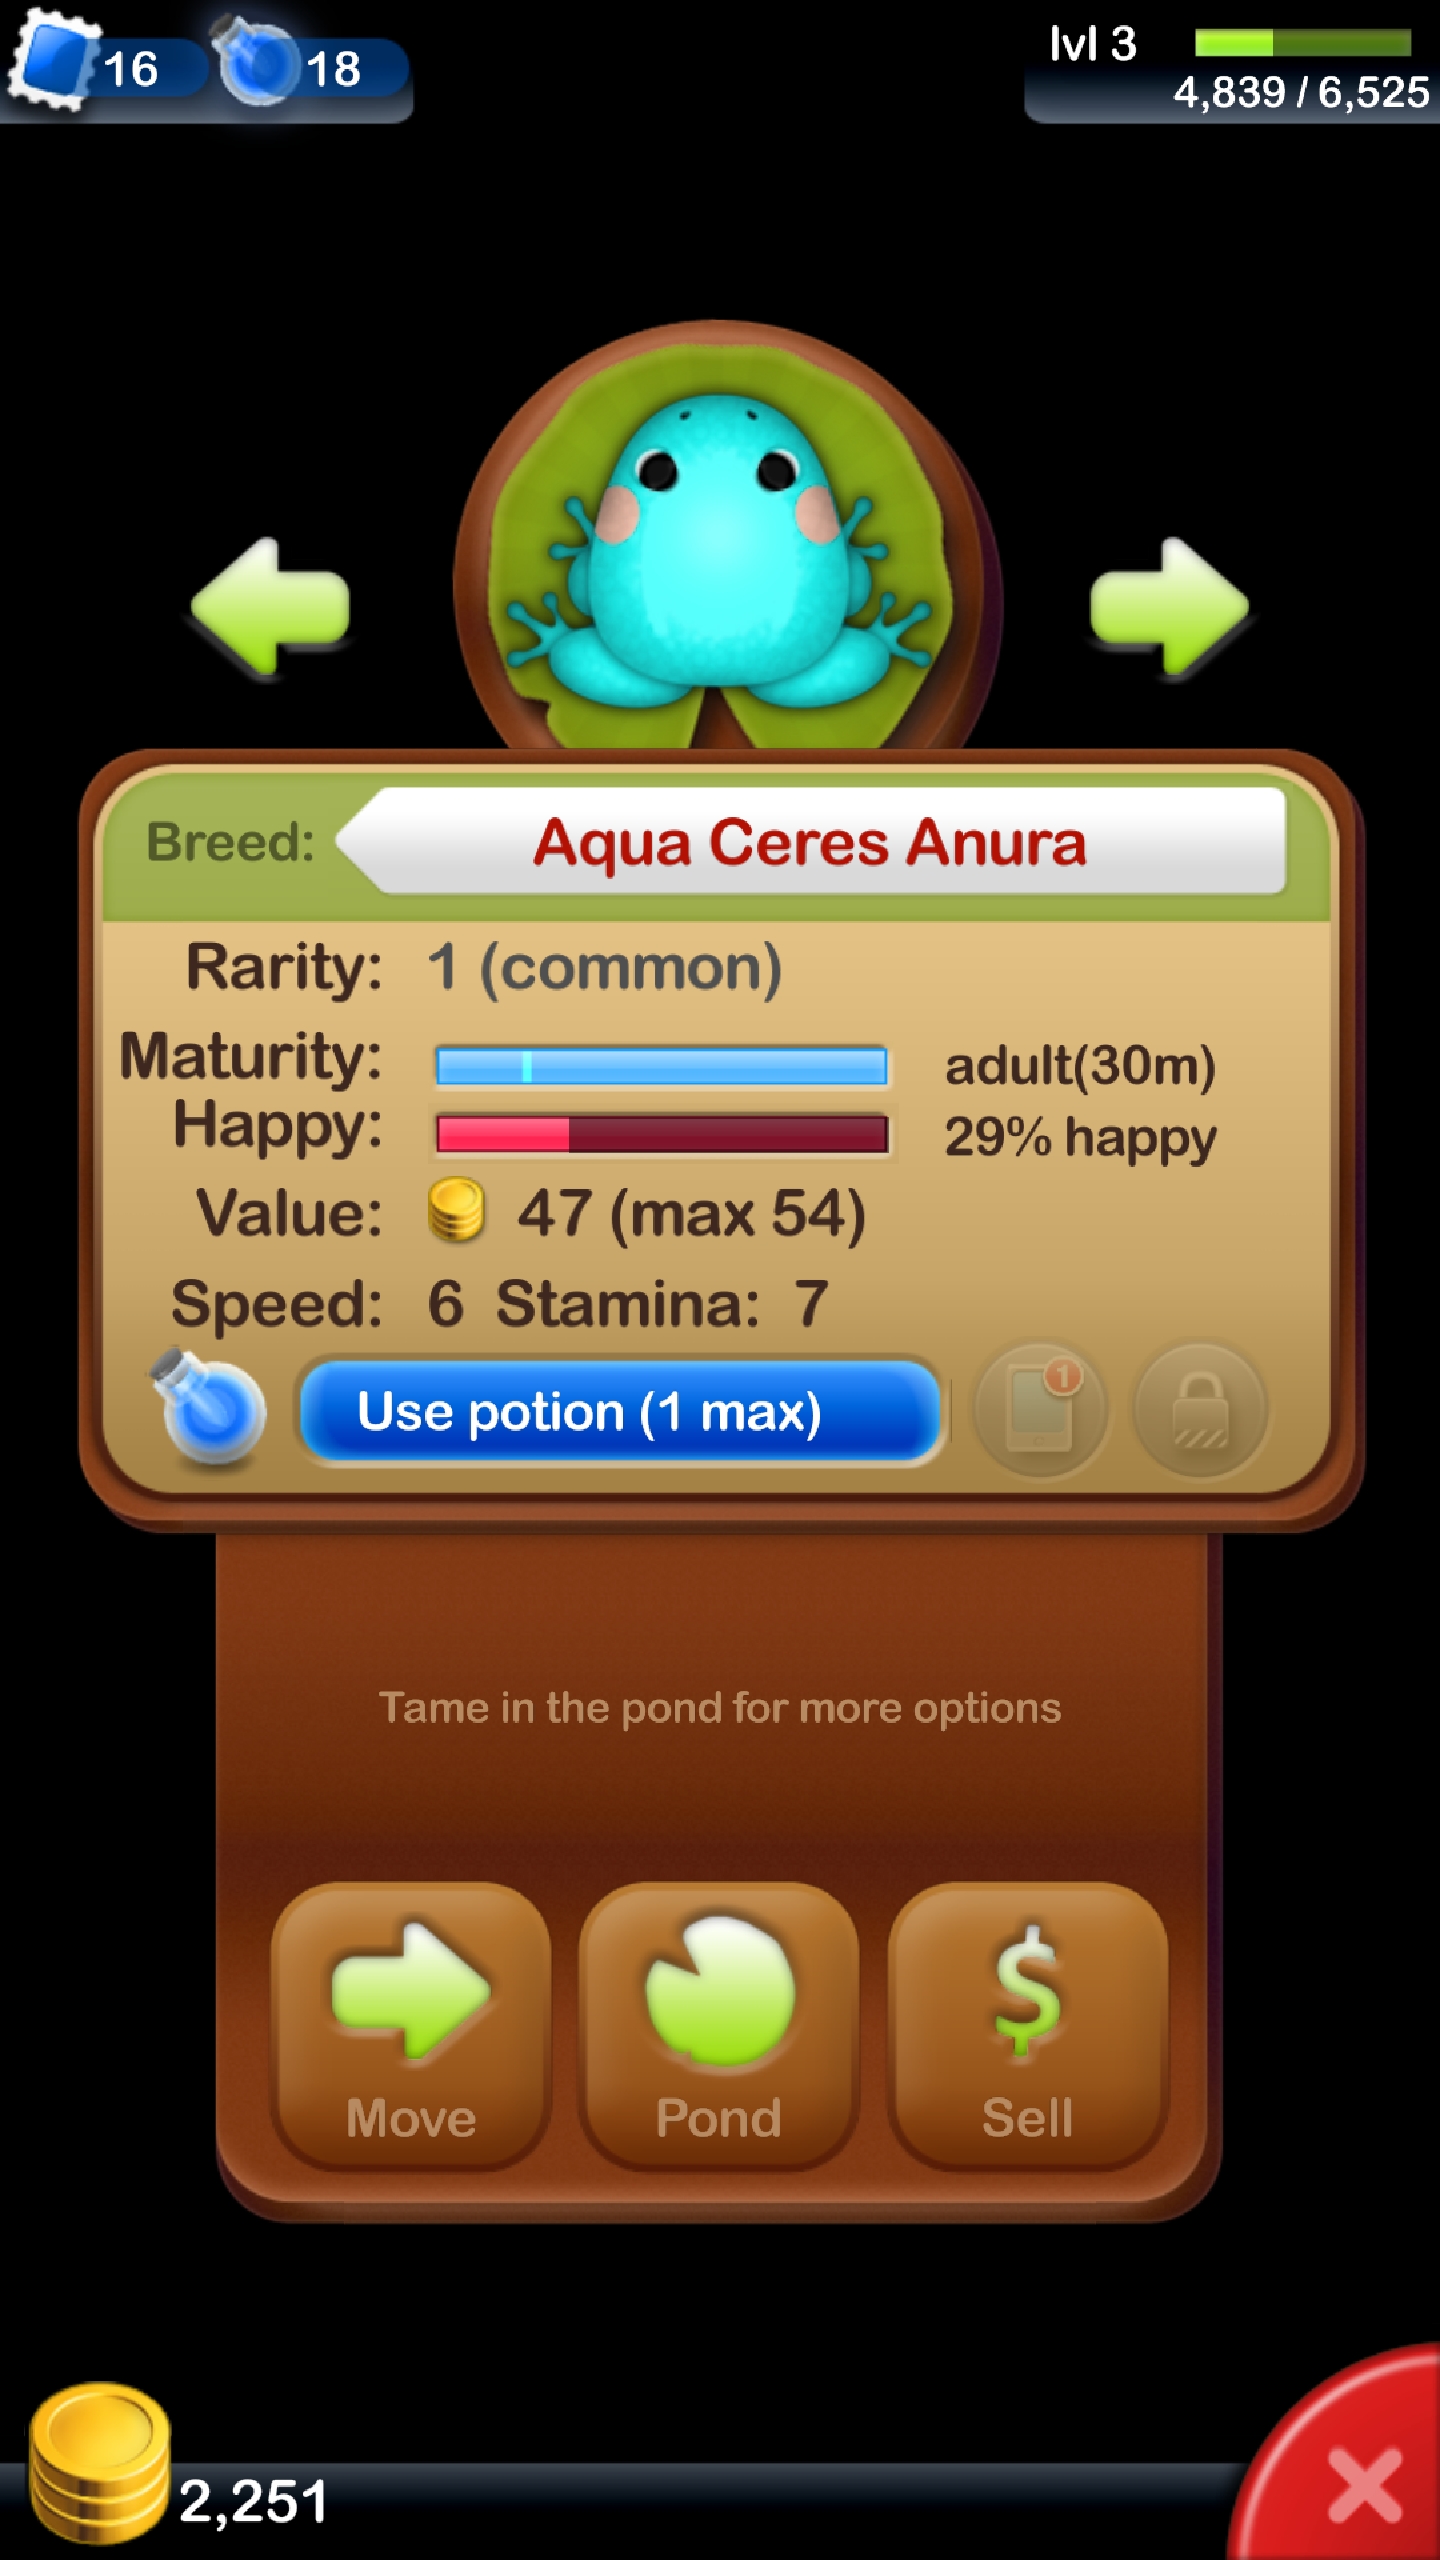 16
18
lvl 3
4,839 / 6,525
Breed: Aqua Ceres Anura
Rarity: 1 (common)
Maturity: adult(30m)
Happy: 29% happy
Value: 47 (max 54)
Speed: 6 Stamina: 7
Use potion (1 max)
1
Tame in the pond for more options
Move
Pond
$
Sell
2,251